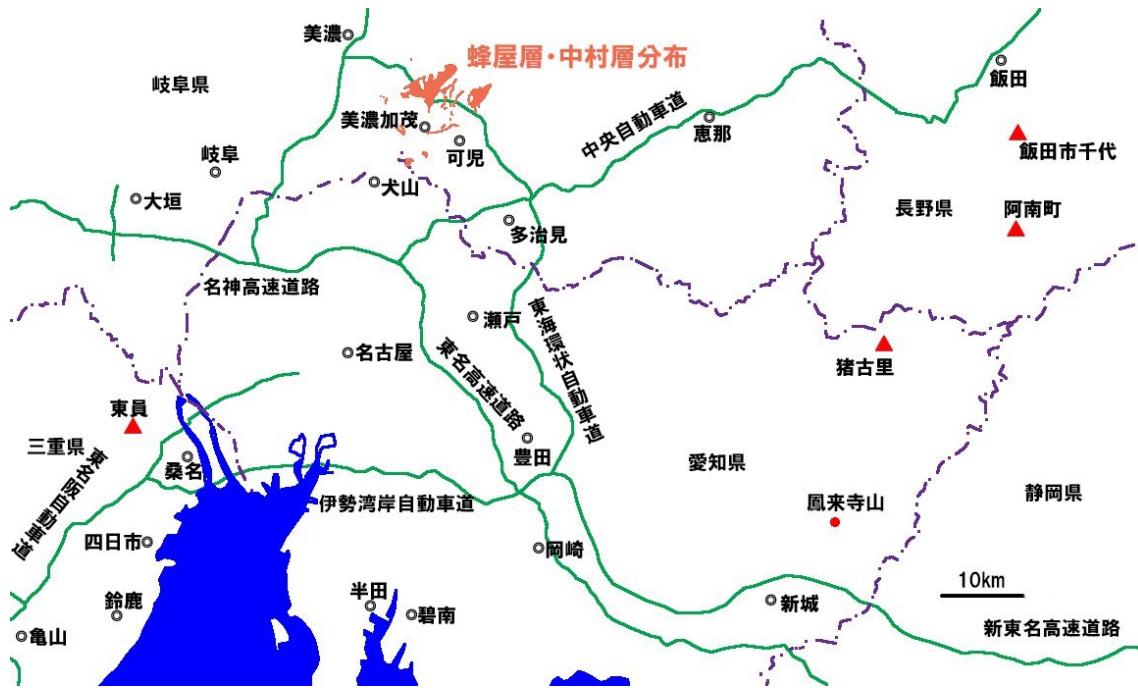 美濃
蜂屋層・中村層分布
飯田
岐阜県
美濃加茂
中央自動車道
恵那
飯田市千代
可児
岐阜
犬山
大垣
長野県
阿南町
多治見
名神高速道路
瀬戸
東海環状自動車道
名古屋
東名高速道路
猪古里
東員
三重県
桑名
豊田
愛知県
東名阪自動車道
伊勢湾岸自動車道
鳳来寺山
静岡県
四日市
岡崎
10km
鈴鹿
半田
碧南
新城
亀山
新東名高速道路